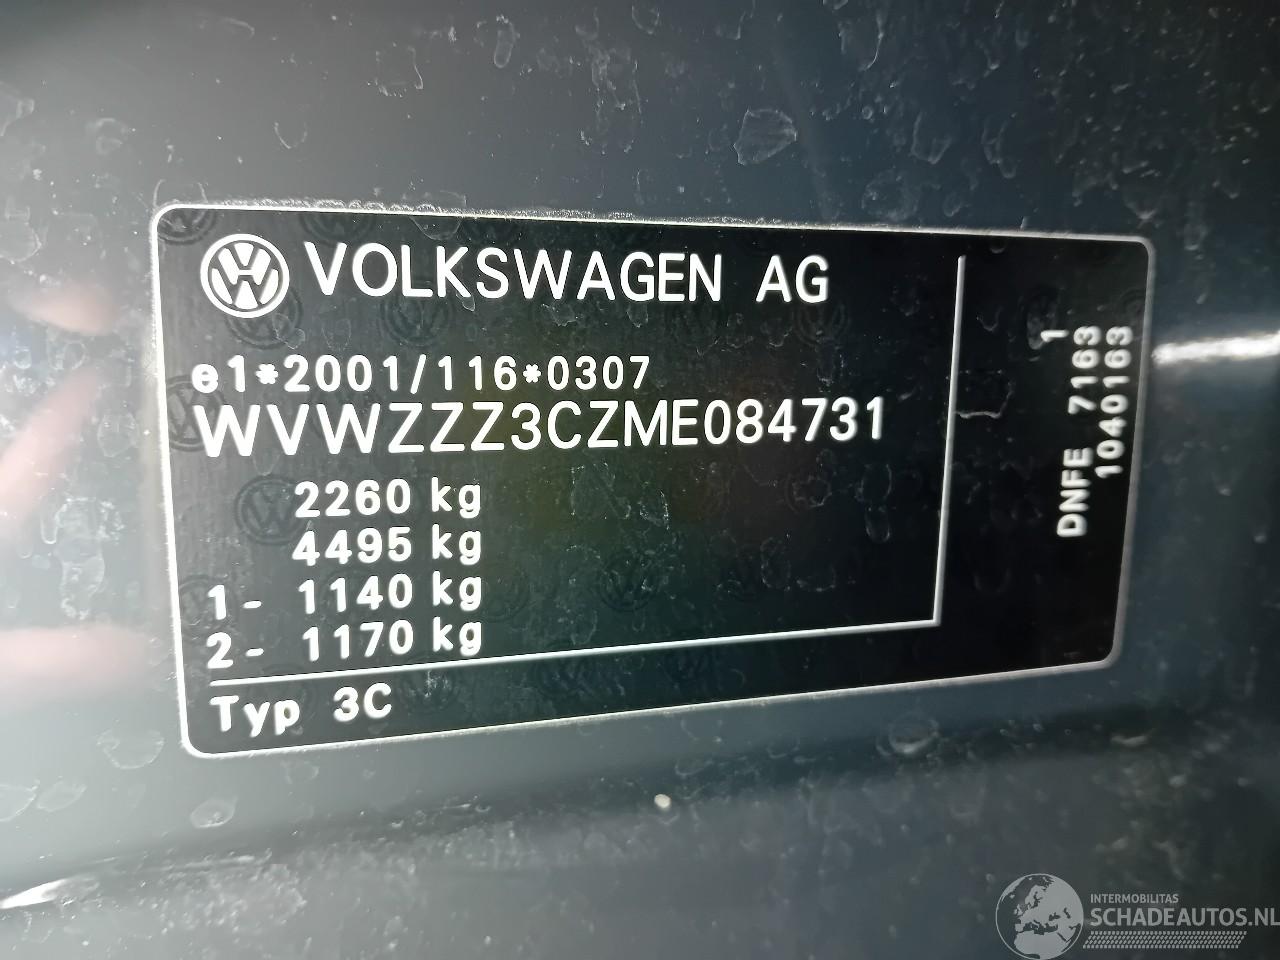 VOLKSWAGEN AG
e1*2001/116*0307
WVWZZZ3CZME084731
2260 kg
4495 kg
1- 1140 kg
2- 1170 kg
Typ 3C
1
DNFE 7163
1040163
INTERMOBILITAS
SCHADEAUTOS.NL